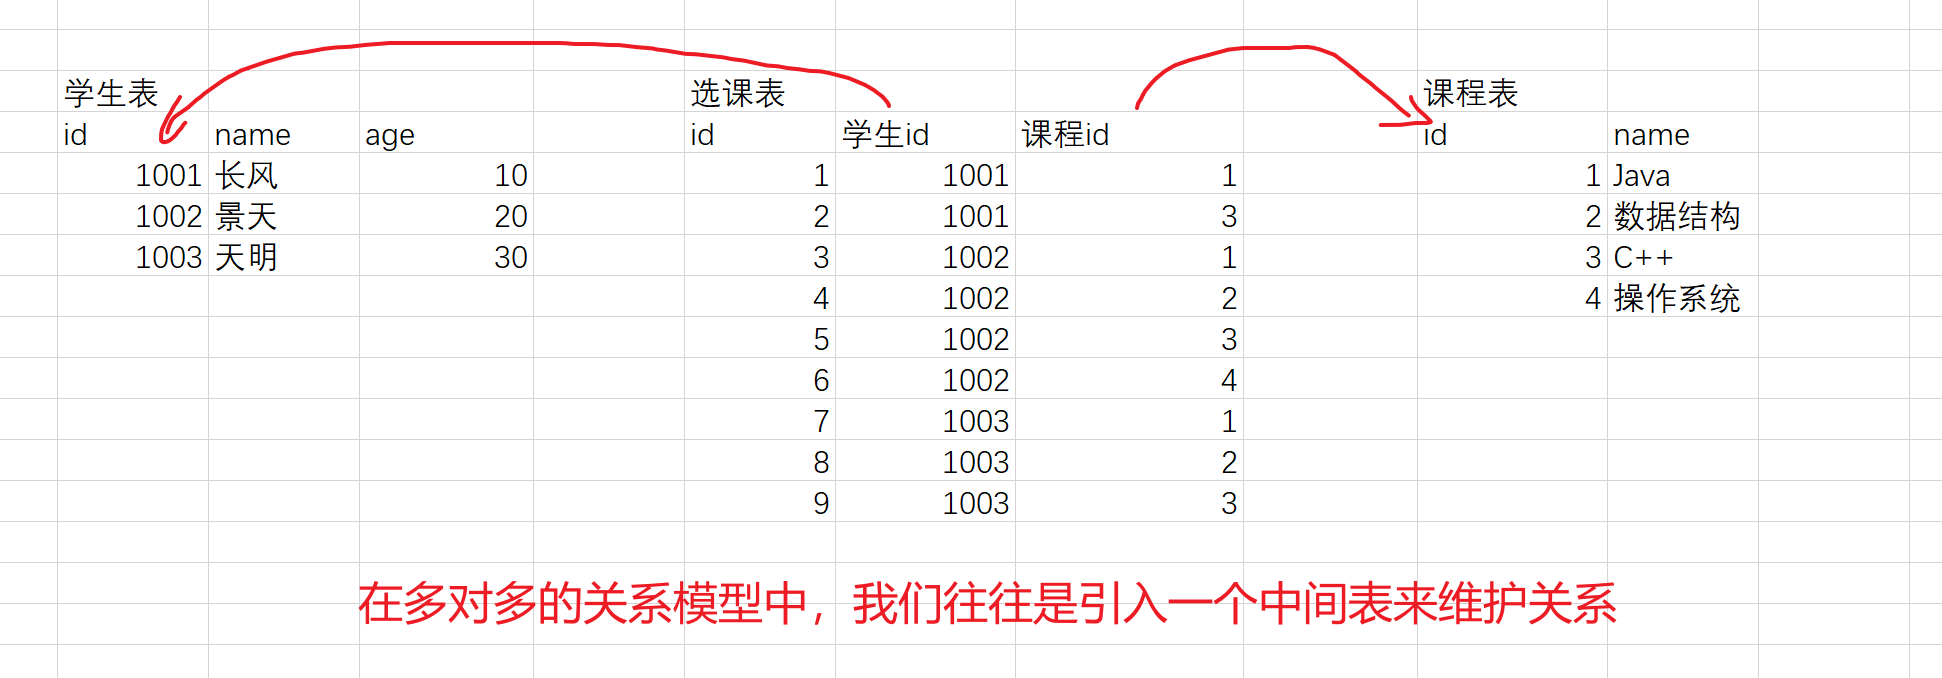 学生表 选课表 课程表
id name age id 学生id 课程id id name
1001 长风 10 1 1001 1 1 Java
1002 景天 20 2 1001 3 2 数据结构
1003 天明 30 3 1002 1 3 C++
4 1002 2 4 操作系统
5 1002 3
6 1002 4
7 1003 1
8 1003 2
9 1003 3
在多对多的关系模型中，我们往往是引入一个中间表来维护关系